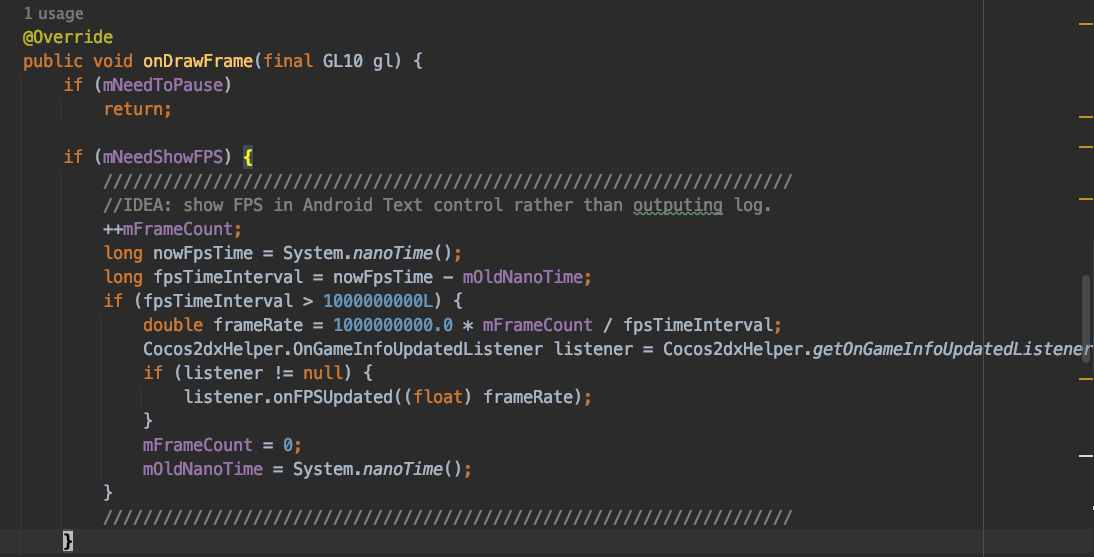 1 usage
@Override
public void onDrawFrame(final GL10 gl) {
if (mNeedToPause)
return;
if (mNeedShowFPS) {
/////////////////////////////////////////////////////////////////////
//IDEA: show FPS in Android Text control rather than outputing log.
++mFrameCount;
long nowFpsTime = System.nanoTime();
long fpsTimeInterval = nowFpsTime - mOldNanoTime;
if (fpsTimeInterval > 1000000000L) {
double frameRate = 1000000000.0 * mFrameCount / fpsTimeInterval;
Cocos2dxHelper.OnGameInfoUpdatedListener listener = Cocos2dxHelper.getOnGameInfoUpdatedListener
if (listener != null) {
listener.onFPSUpdated((float) frameRate);
}
mFrameCount = 0;
mOldNanoTime = System.nanoTime();
}
/////////////////////////////////////////////////////////////////////
}